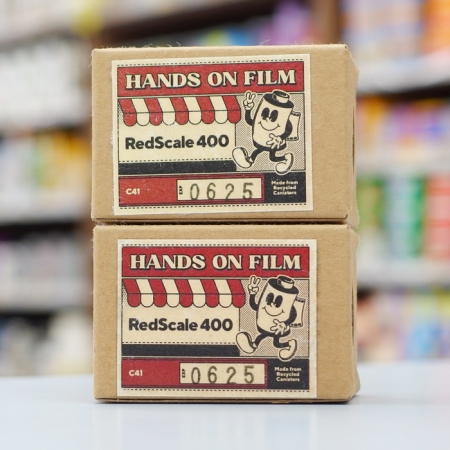 HANDS ON FILM
RedScale 400
C41
0625
Made from
Recycled
Canisters
HANDS ON FILM
RedScale 400
C41
0625
Made from
Recycled
Canisters